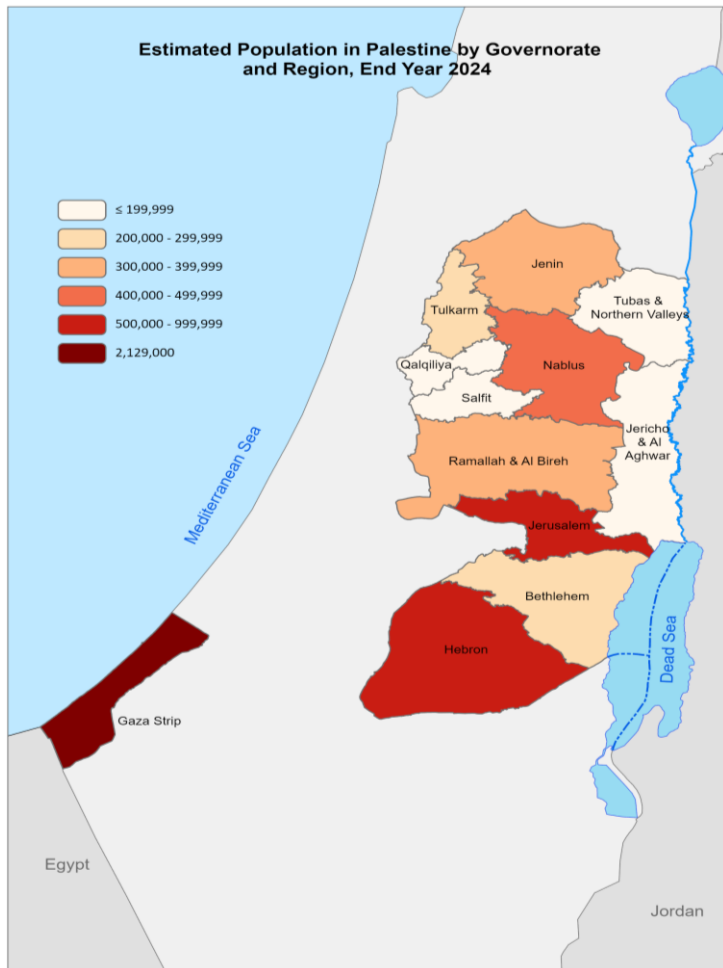 Estimated Population in Palestine by Governorate
and Region, End Year 2024
≤ 199,999
200,000 - 299,999
300,000 - 399,999
400,000 - 499,999
500,000 - 999,999
2,129,000
Jenin
Tubas &
Northern Valleys
Tulkarm
Qalqiliya
Nablus
Salfit
Jericho
& Al
Aghwar
Ramallah & Al Bireh
Mediterranean Sea
Jerusalem
Bethlehem
Hebron
Dead Sea
Gaza Strip
Egypt
Jordan